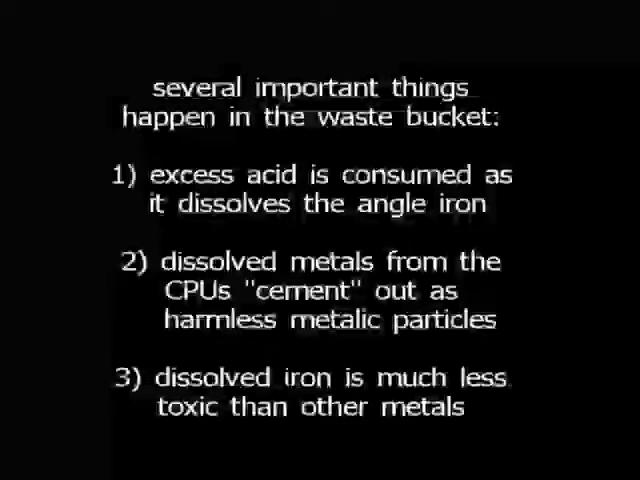 several important things
happen in the waste bucket:
1) excess acid is consumed as
it dissolves the angle iron
2) dissolved metals from the
CPUs "cement" out as
harmless metalic particles
3) dissolved iron is much less
toxic than other metals